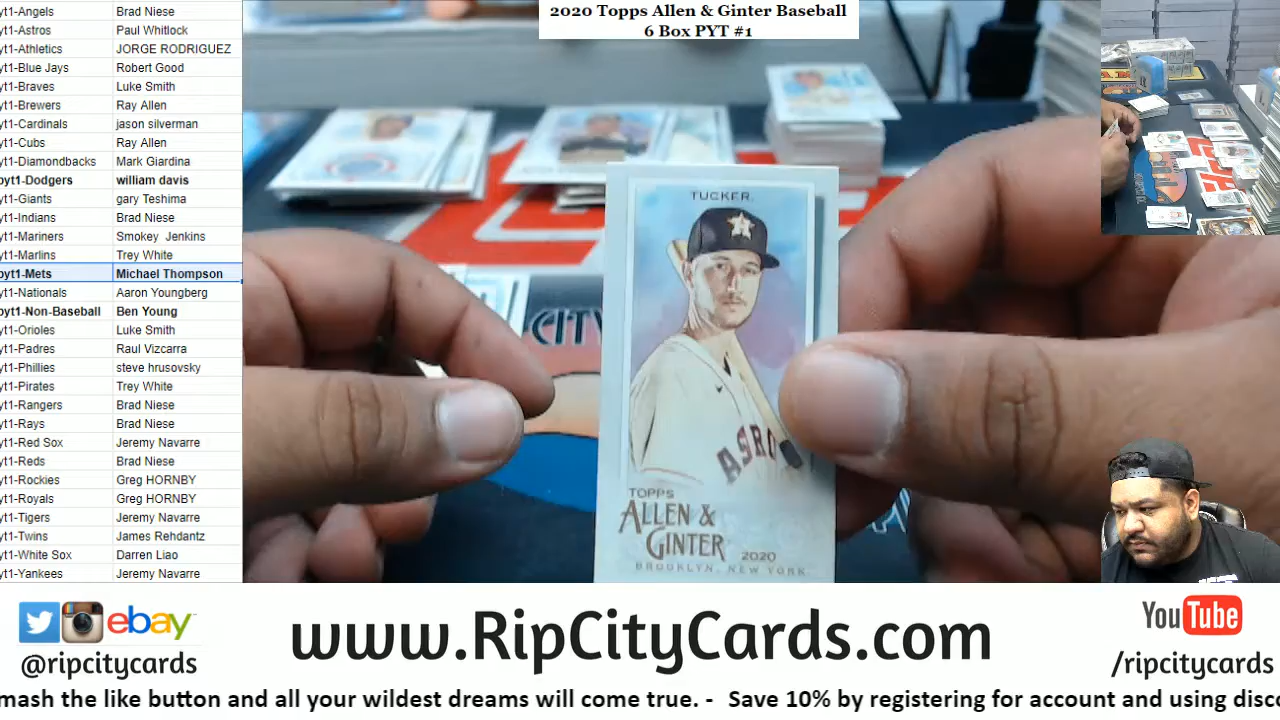 yt1-Angels Brad Niese
yt1-Astros Paul Whitlock
yt1-Athletics JORGE RODRIGUEZ
yt1-Blue Jays Robert Good
yt1-Braves Luke Smith
yt1-Brewers Ray Allen
yt1-Cardinals jason silverman
yt1-Cubs Ray Allen
yt1-Diamondbacks Mark Giardina
pyt1-Dodgers william davis
yt1-Giants gary Teshima
yt1-Indians Brad Niese
yt1-Mariners Smokey Jenkins
yt1-Marlins Trey White
pyt1-Mets Michael Thompson
yt1-Nationals Aaron Youngberg
pyt1-Non-Baseball Ben Young
yt1-Orioles Luke Smith
yt1-Padres Raul Vizcarra
yt1-Phillies steve hrusovsky
yt1-Pirates Trey White
yt1-Rangers Brad Niese
yt1-Rays Brad Niese
yt1-Red Sox Jeremy Navarre
yt1-Reds Brad Niese
yt1-Rockies Greg HORNBY
yt1-Royals Greg HORNBY
yt1-Tigers Jeremy Navarre
yt1-Twins James Rehdantz
yt1-White Sox Darren Liao
yt1-Yankees Jeremy Navarre
2020 Topps Allen & Ginter Baseball
6 Box PYT #1
TUCKER
ASTRO
TOPPS
ALLEN &
GINTER
2020
BROOKLYN, NEW YORK
CITY
ebay
@ripcitycards
www.RipCityCards.com
YouTube
/ripcitycards
mash the like button and all your wildest dreams will come true. - Save 10% by registering for account and using disco